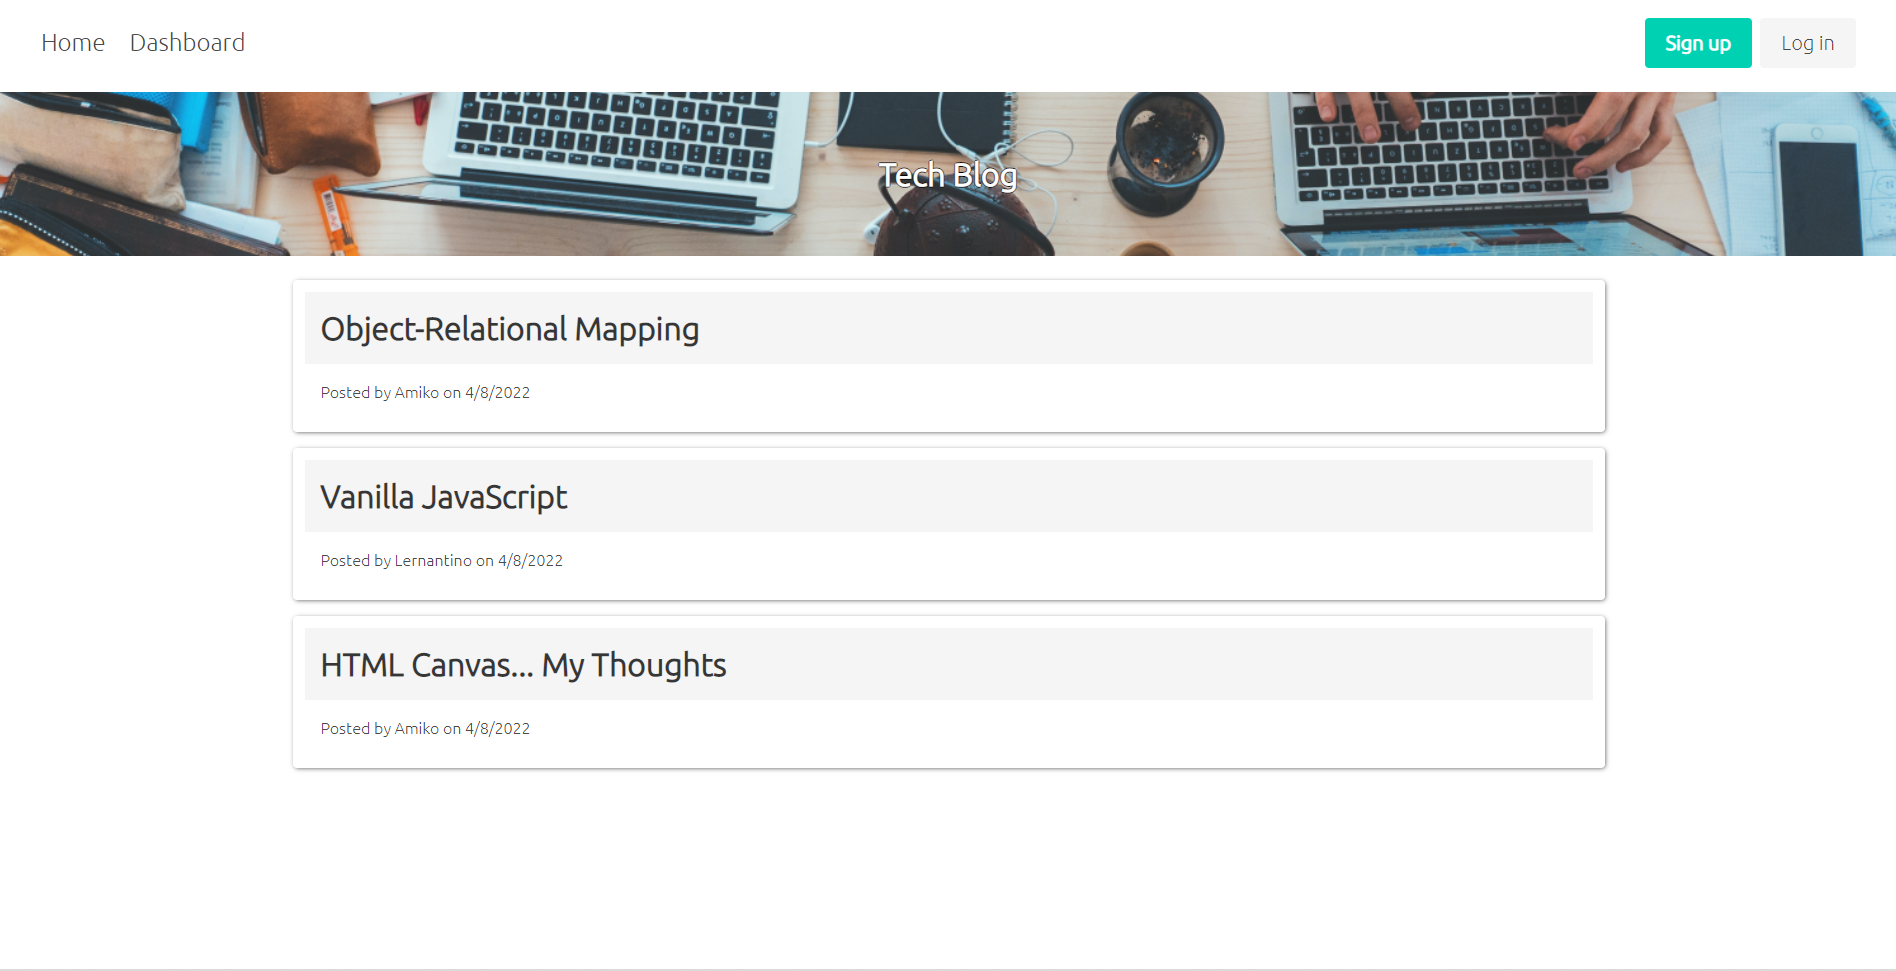 Home Dashboard Sign up Log in
Tech Blog
Object-Relational Mapping
Posted by Amiko on 4/8/2022
Vanilla JavaScript
Posted by Lernantino on 4/8/2022
HTML Canvas... My Thoughts
Posted by Amiko on 4/8/2022